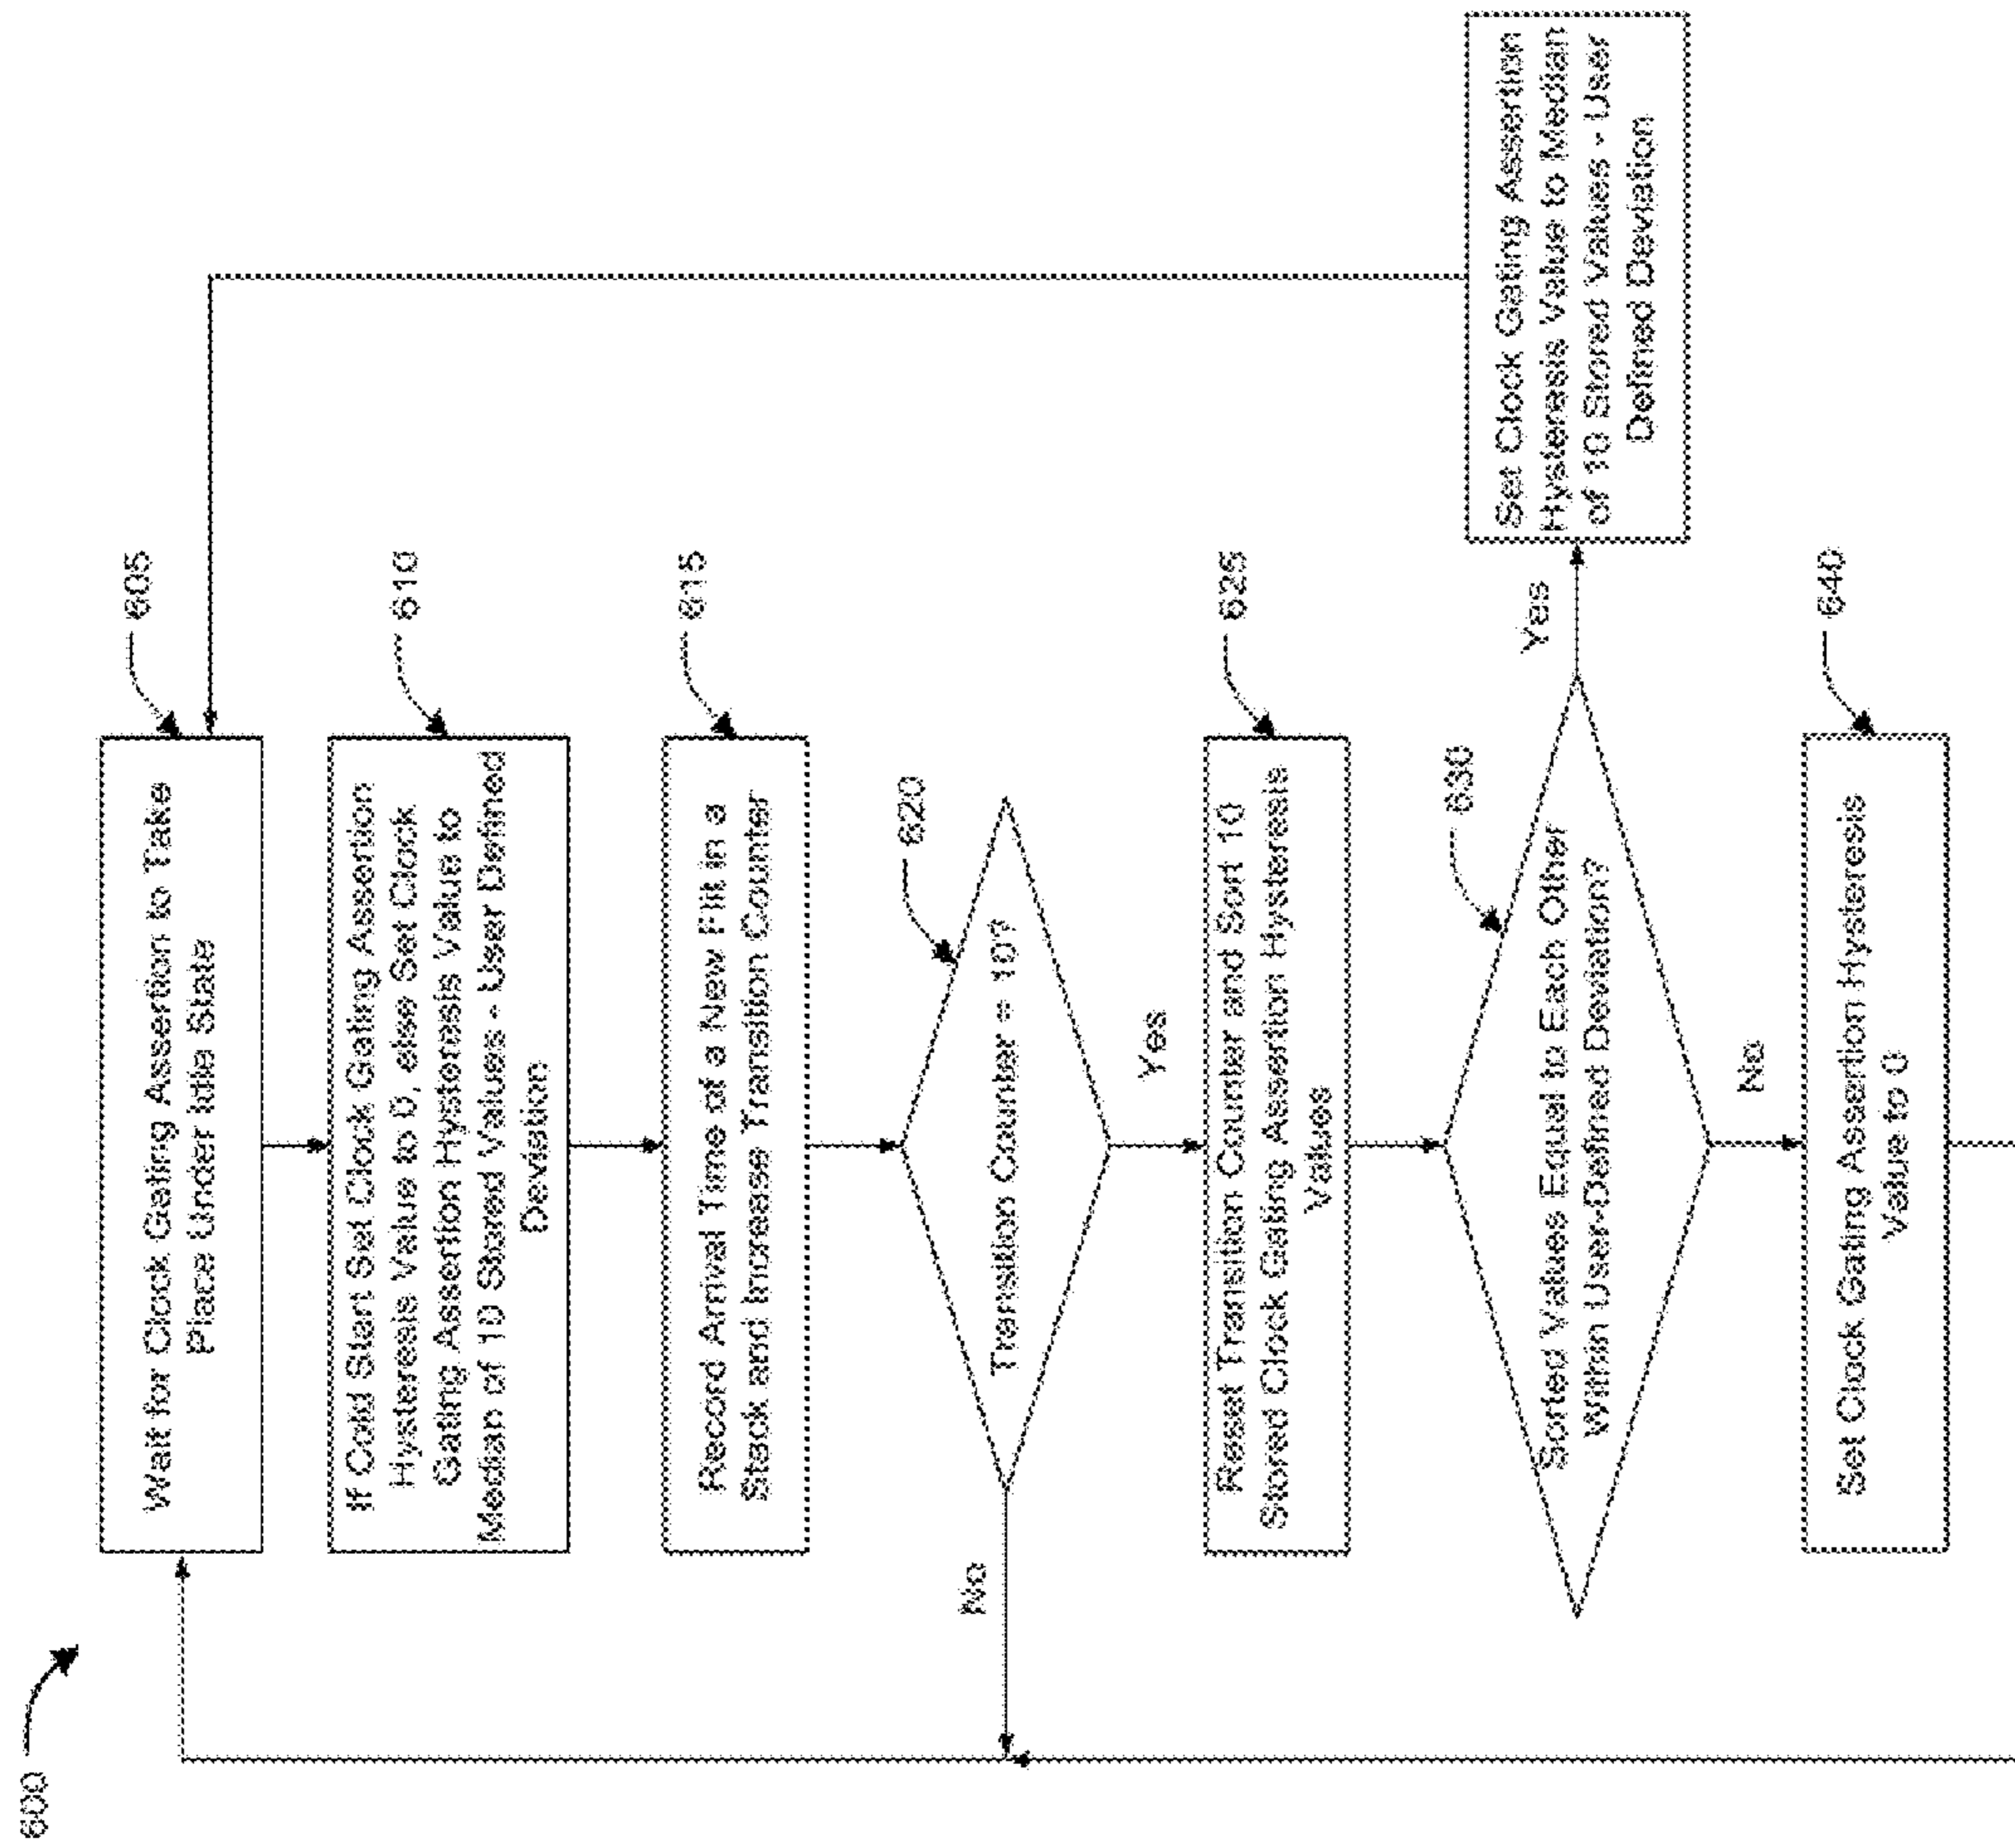 600
Wait for Clock Gating Assertion to Take
Place Under Idle State
605
If Cold Start Set Clock Gating Assertion
Hysteresis Value to 0, else Set Clock
Gating Assertion Hysteresis Value to
Median of 10 Stored Values - User Defined
Deviation
610
Record Arrival Time of a New Flit in a
Stack and Increase Transition Counter
615
Transition Counter = 10?
620
No
Yes
Reset Transition Counter and Sort 10
Stored Clock Gating Assertion Hysteresis
Values
625
Sorted Values Equal to Each Other
Within User-Defined Deviation?
630
Yes
Set Clock Gating Assertion
Hysteresis Value to Median
of 10 Stored Values - User
Defined Deviation
No
Set Clock Gating Assertion Hysteresis
Value to 0
640